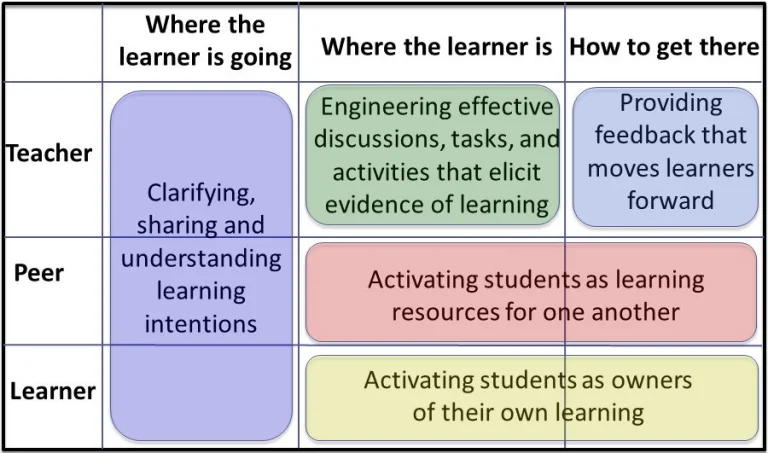 Where the
learner is going
Where the learner is
How to get there
Teacher
Clarifying,
sharing and
understanding
learning
intentions
Engineering effective
discussions, tasks, and
activities that elicit
evidence of learning
Providing
feedback that
moves learners
forward
Peer
Activating students as learning
resources for one another
Learner
Activating students as owners
of their own learning